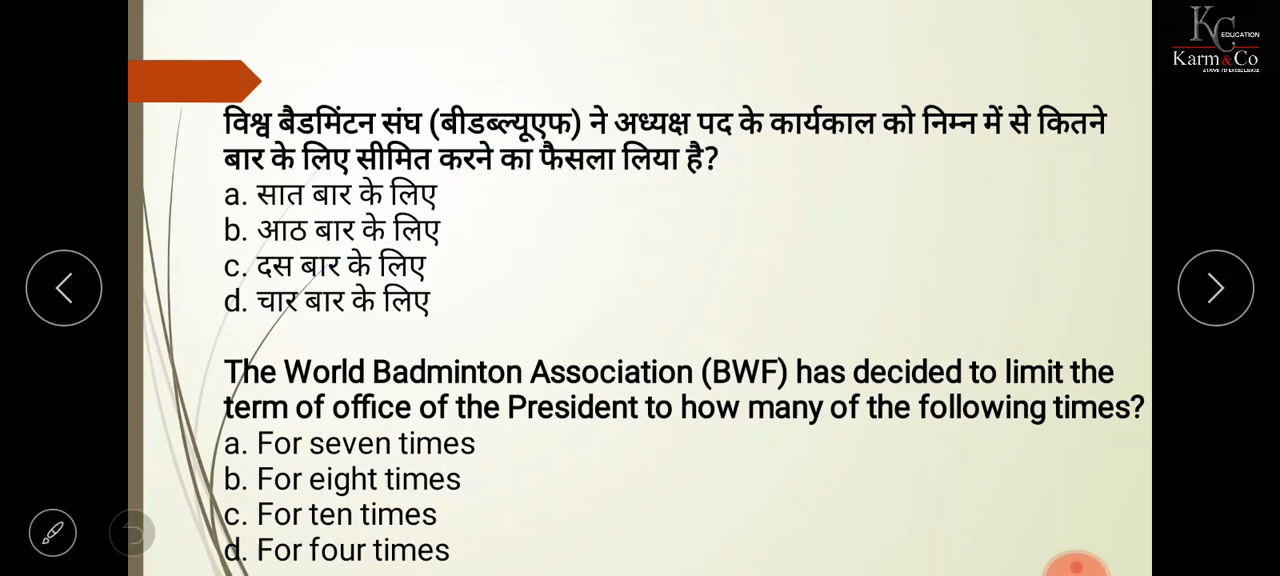 KC EDUCATION
Karm&Co
विश्व बैडमिंटन संघ (बीडब्ल्यूएफ) ने अध्यक्ष पद के कार्यकाल को निम्न में से कितने
बार के लिए सीमित करने का फैसला लिया है?
a. सात बार के लिए
b. आठ बार के लिए
c. दस बार के लिए
d. चार बार के लिए
The World Badminton Association (BWF) has decided to limit the
term of office of the President to how many of the following times?
a. For seven times
b. For eight times
c. For ten times
d. For four times